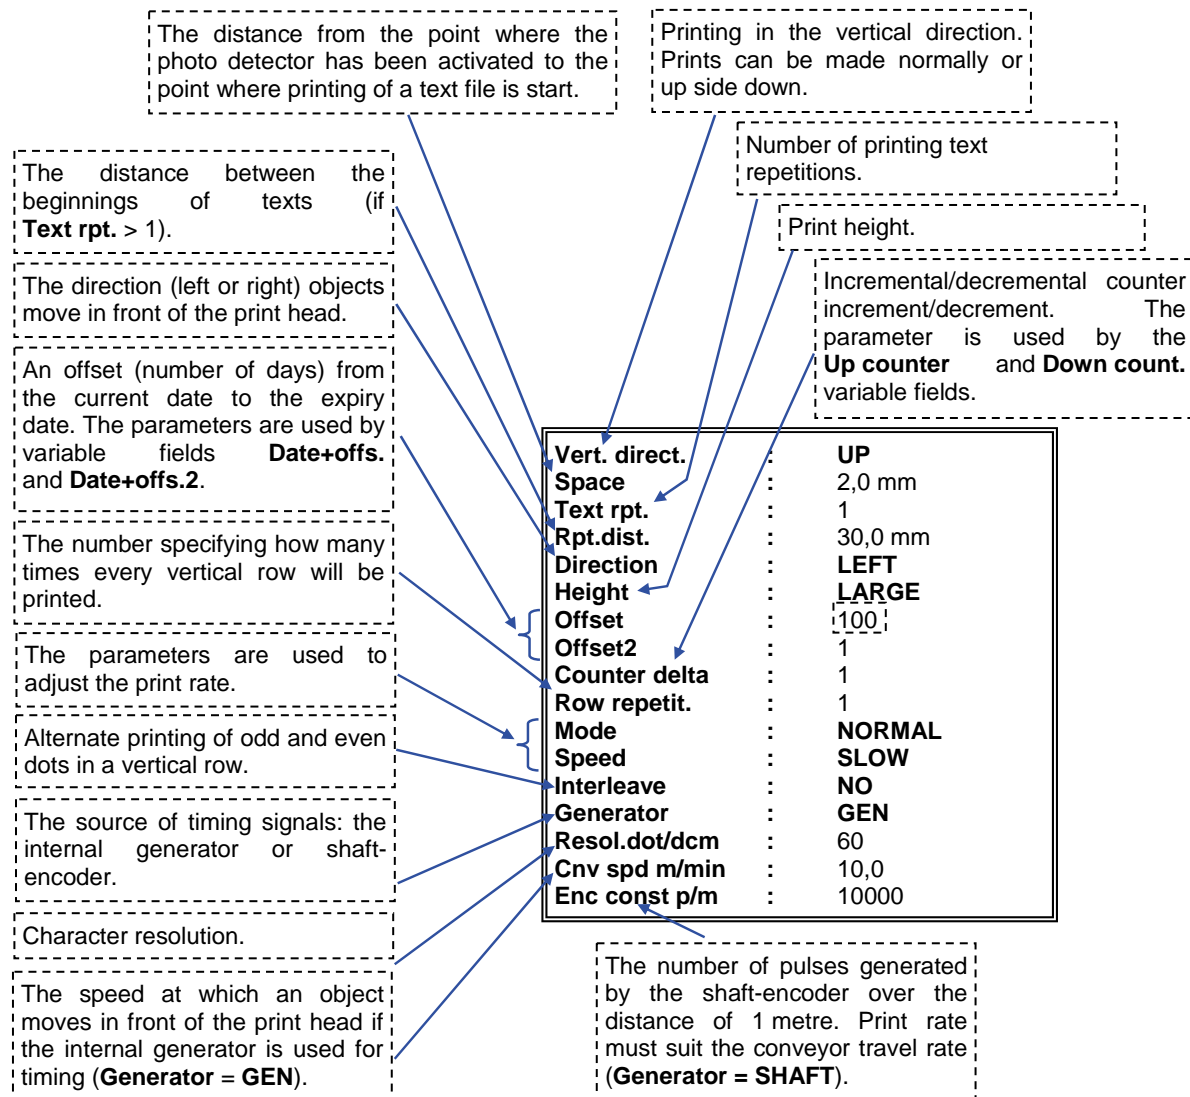 The distance from the point where the
photo detector has been activated to the
point where printing of a text file is start.
Printing in the vertical direction.
Prints can be made normally or
up side down.
Number of printing text
repetitions.
Print height.
Incremental/decremental counter
increment/decrement. The
parameter is used by the
Up counter and Down count.
variable fields.
The distance between the
beginnings of texts (if
Text rpt. > 1).
The direction (left or right) objects
move in front of the print head.
An offset (number of days) from
the current date to the expiry
date. The parameters are used by
variable fields Date+offs.
and Date+offs.2.
The number specifying how many
times every vertical row will be
printed.
The parameters are used to
adjust the print rate.
Alternate printing of odd and even
dots in a vertical row.
The source of timing signals: the
internal generator or shaft-
encoder.
Character resolution.
The speed at which an object
moves in front of the print head if
the internal generator is used for
timing (Generator = GEN).
Vert. direct. : UP
Space : 2,0 mm
Text rpt. : 1
Rpt.dist. : 30,0 mm
Direction : LEFT
Height : LARGE
Offset : 100
Offset2 : 1
Counter delta : 1
Row repetit. : 1
Mode : NORMAL
Speed : SLOW
Interleave : NO
Generator : GEN
Resol.dot/dcm : 60
Cnv spd m/min : 10,0
Enc const p/m : 10000
The number of pulses generated
by the shaft-encoder over the
distance of 1 metre. Print rate
must suit the conveyor travel rate
(Generator = SHAFT).